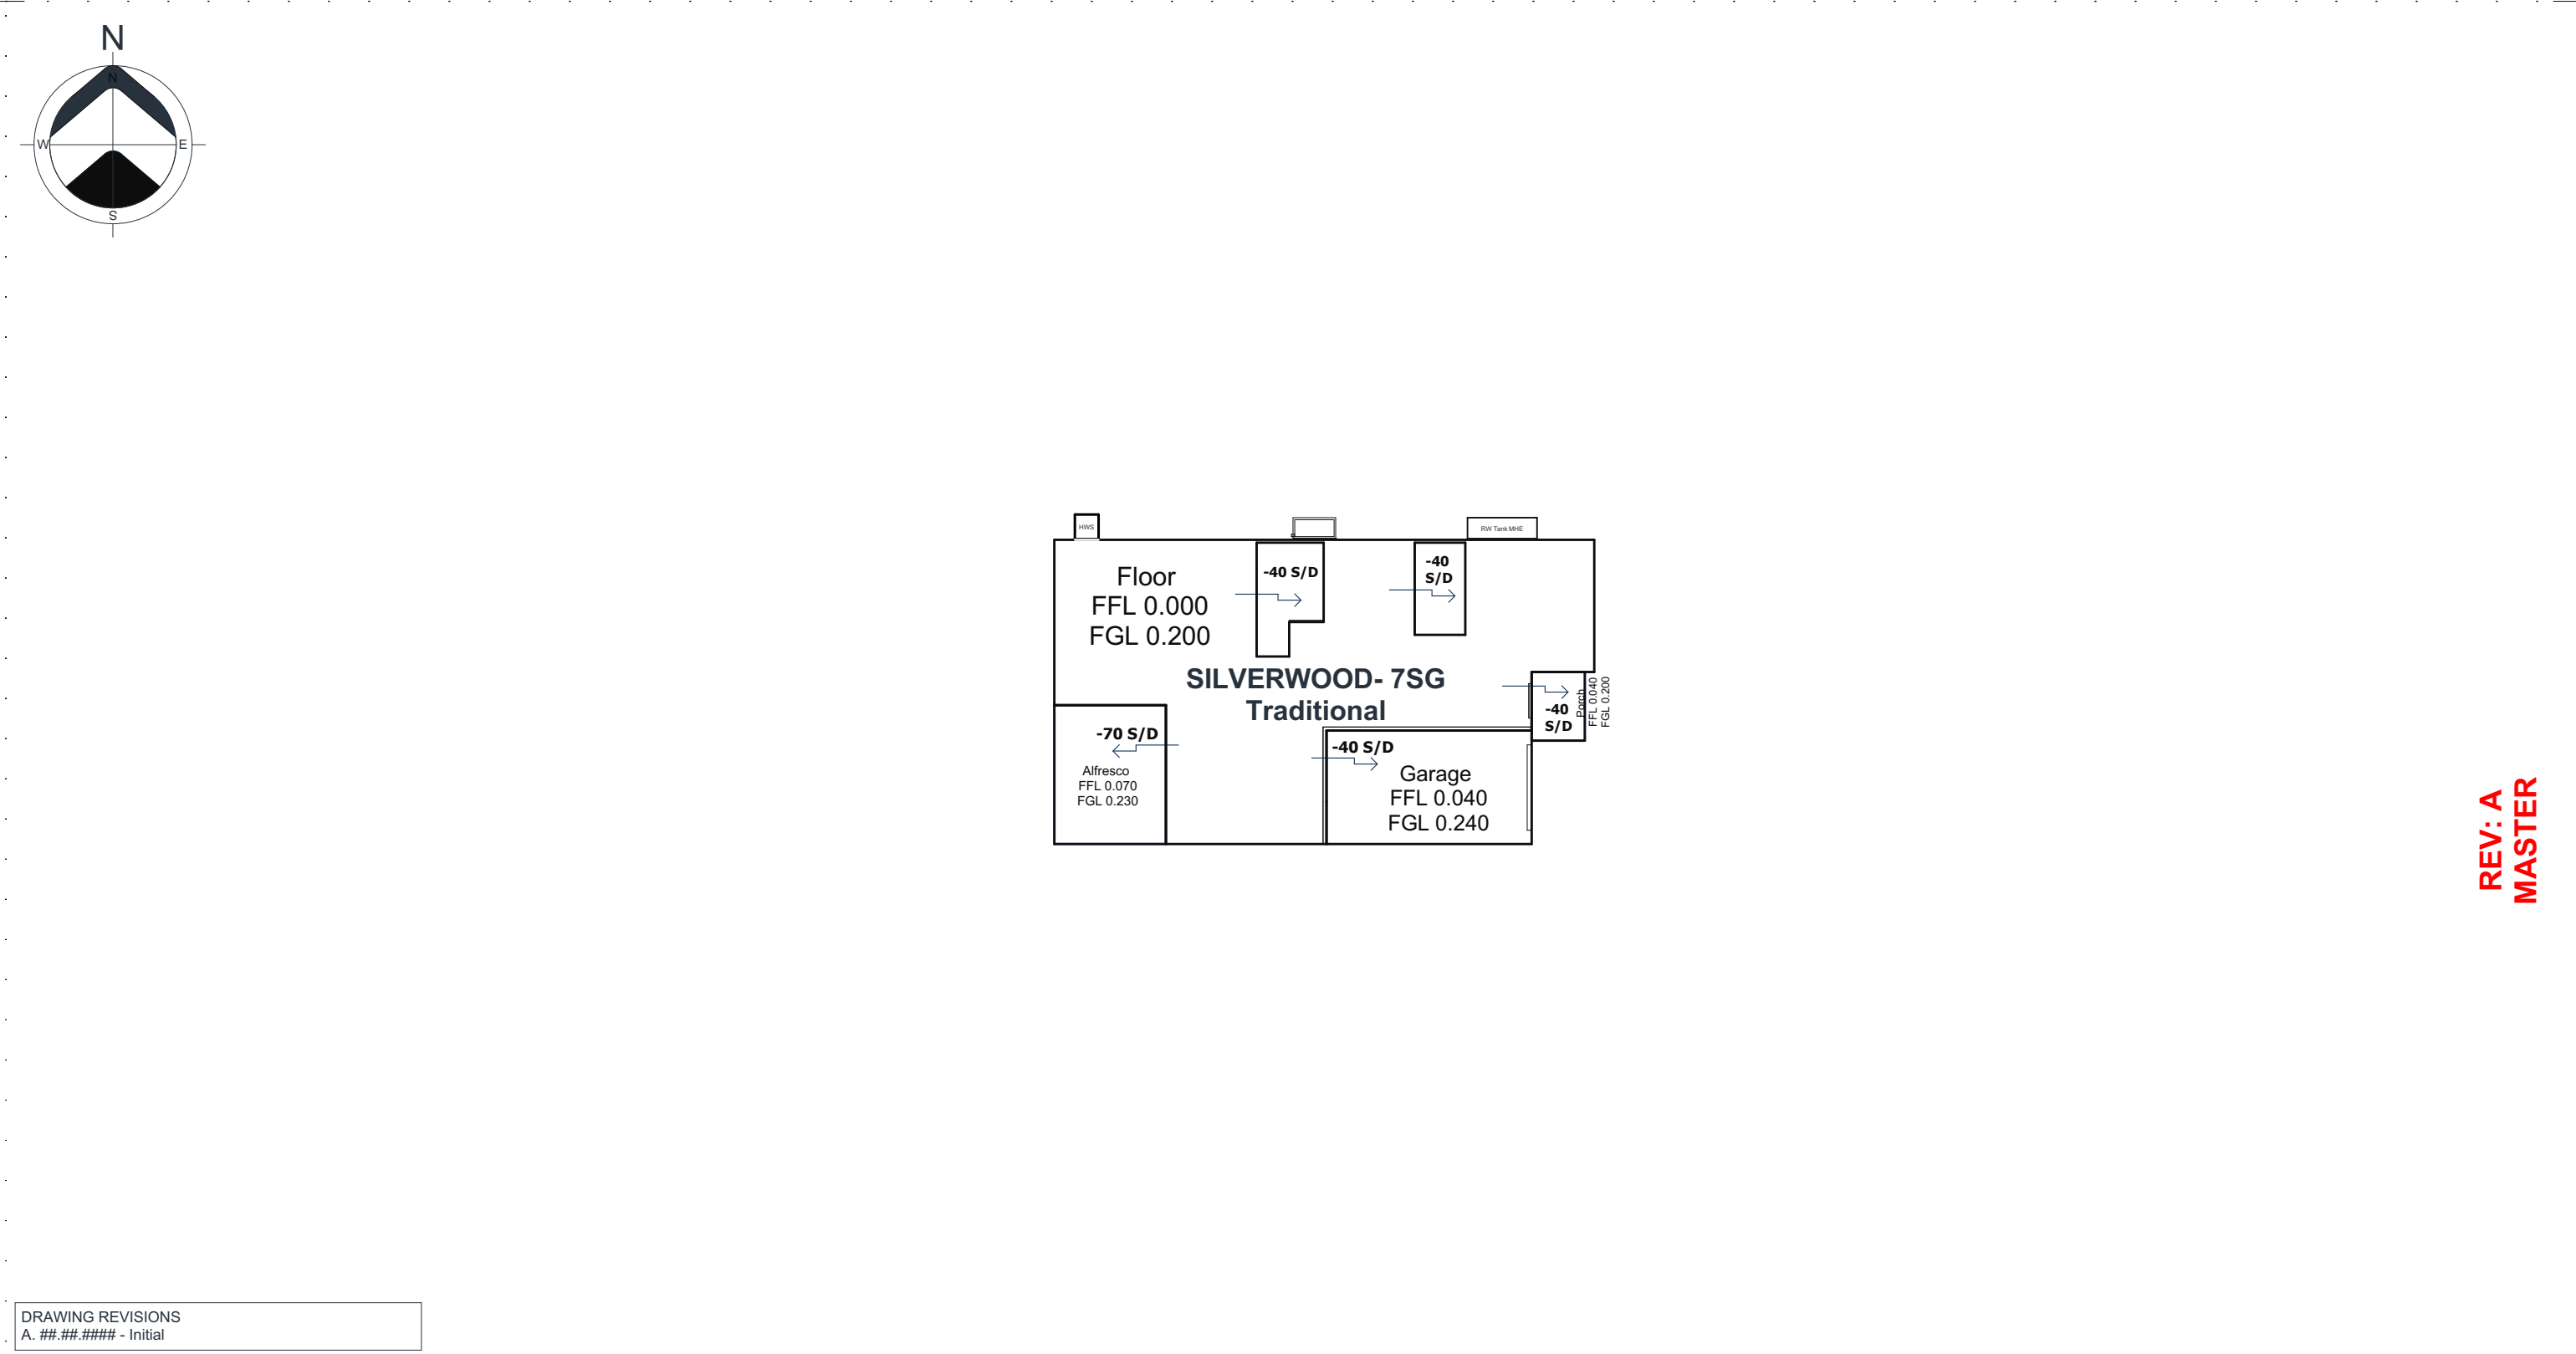 N
N
W
E
S
HWS
RW Tank MHE
Floor
FFL 0.000
FGL 0.200
-40 S/D
-40
S/D
SILVERWOOD- 7SG
Traditional
-40
S/D
Porch
FFL 0.040
FGL 0.200
-70 S/D
Alfresco
FFL 0.070
FGL 0.230
-40 S/D
Garage
FFL 0.040
FGL 0.240
REV: A
MASTER
DRAWING REVISIONS
A. ##.##.#### - Initial